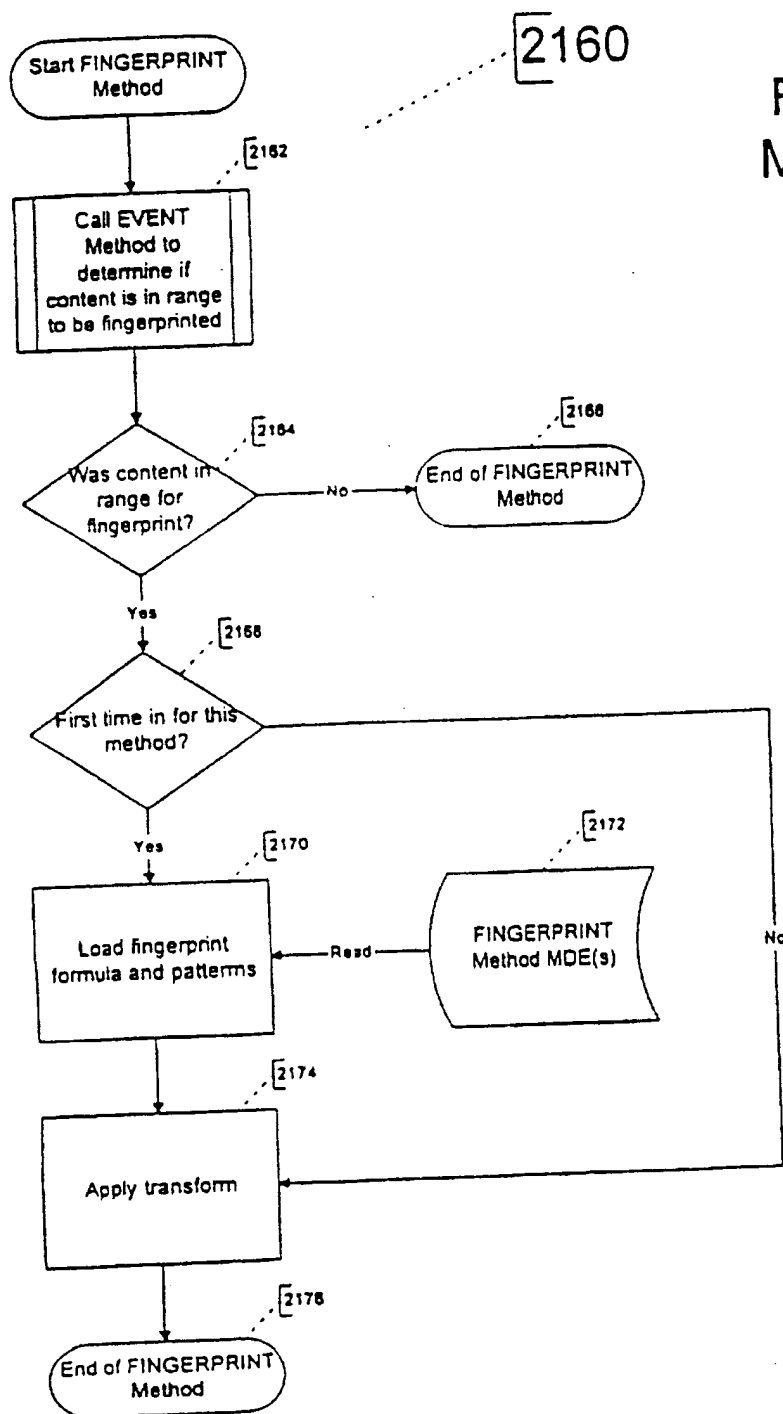 2160
Start FINGERPRINT
Method
F
M
2162
Call EVENT
Method to
determine if
content is in range
to be fingerprinted
2164
Was content in
range for
fingerprint?
No
2166
End of FINGERPRINT
Method
Yes
2168
First time in for this
method?
Yes
2170
2172
Load fingerprint
formula and patterms
Read
FINGERPRINT
Method MDE(s)
No
2174
Apply transform
2176
End of FINGERPRINT
Method